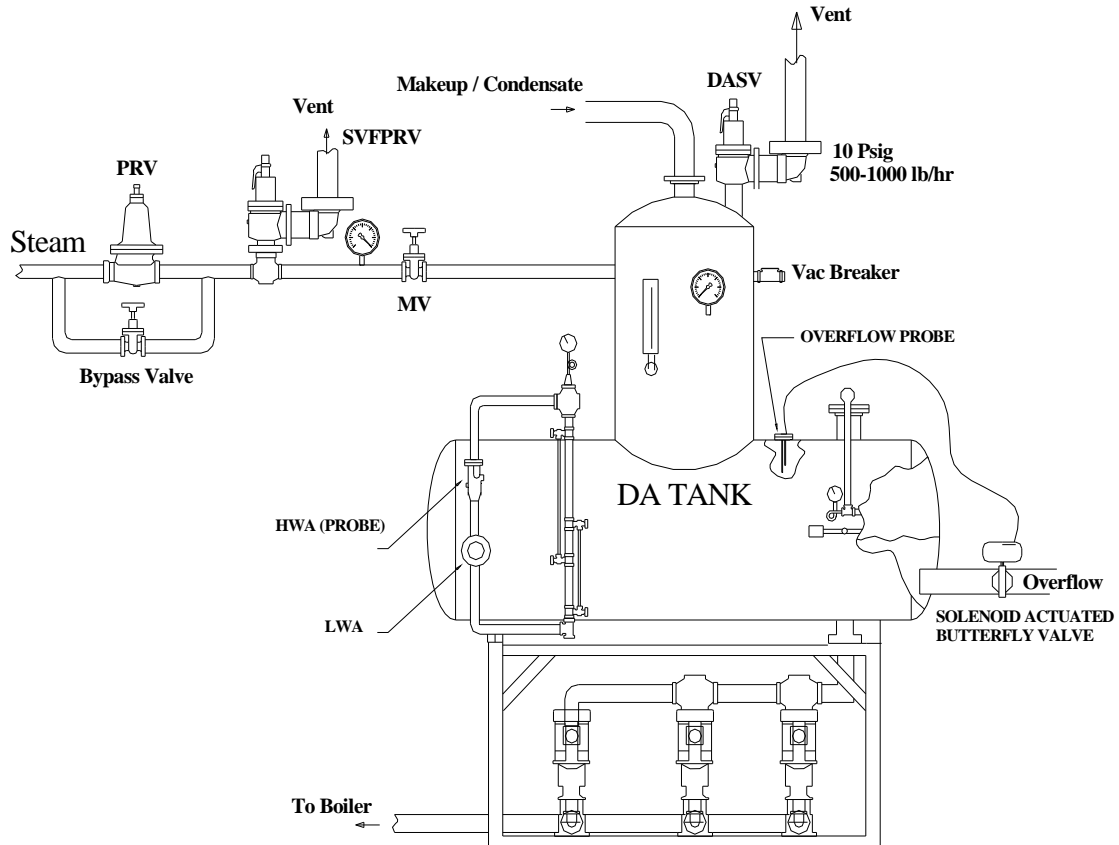 Vent
Makeup / Condensate
DASV
Vent
SVFPRV
PRV
10 Psig
500-1000 lb/hr
Steam
Vac Breaker
MV
OVERFLOW PROBE
Bypass Valve
DA TANK
HWA (PROBE)
Overflow
LWA
SOLENOID ACTUATED
BUTTERFLY VALVE
To Boiler